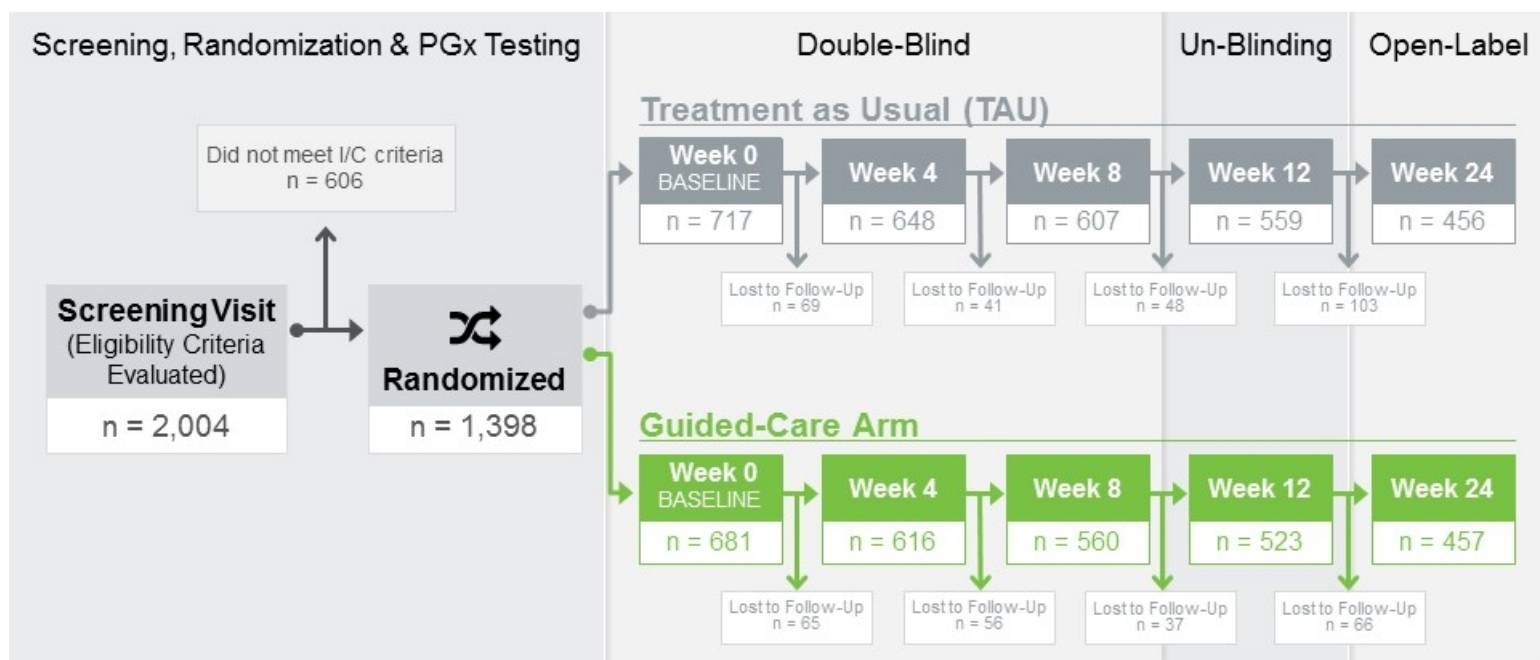 Screening, Randomization & PGx Testing
Double-Blind
Un-Blinding
Open-Label
Did not meet I/C criteria
n = 606
Screening Visit
(Eligibility Criteria
Evaluated)
n = 2,004
Randomized
n = 1,398
Treatment as Usual (TAU)
Week 0
BASELINE
n = 717
Week 4
n = 648
Week 8
n = 607
Week 12
n = 559
Week 24
n = 456
Lost to Follow-Up
n = 69
Lost to Follow-Up
n = 41
Lost to Follow-Up
n = 48
Lost to Follow-Up
n = 103
Guided-Care Arm
Week 0
BASELINE
n = 681
Week 4
n = 616
Week 8
n = 560
Week 12
n = 523
Week 24
n = 457
Lost to Follow-Up
n = 65
Lost to Follow-Up
n = 56
Lost to Follow-Up
n = 37
Lost to Follow-Up
n = 66